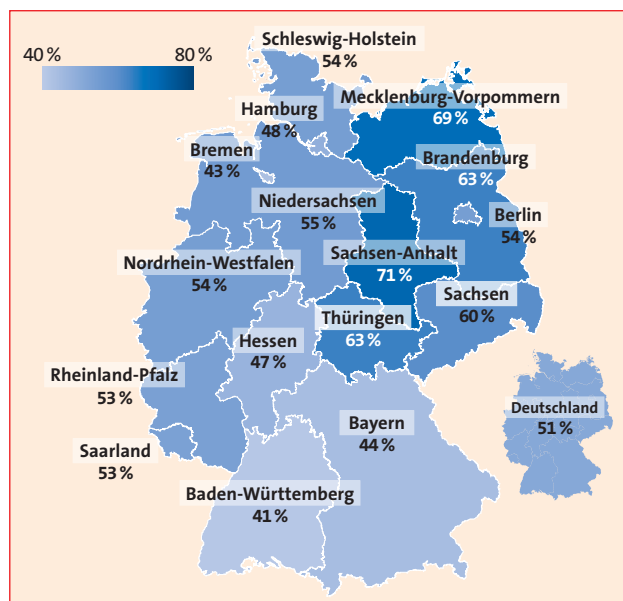 40 %
80 %
Schleswig-Holstein
54 %
Hamburg
48 %
Mecklenburg-Vorpommern
69 %
Bremen
43 %
Brandenburg
63 %
Niedersachsen
55 %
Berlin
54 %
Nordrhein-Westfalen
54 %
Sachsen-Anhalt
71 %
Sachsen
60 %
Thüringen
63 %
Hessen
47 %
Rheinland-Pfalz
53 %
Deutschland
51 %
Bayern
44 %
Saarland
53 %
Baden-Württemberg
41 %